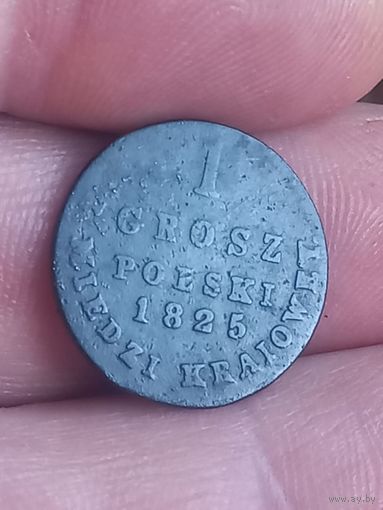 1
GROSZ
POLSKI
1825
Z MIEDZI KRAIOWEY
www.ay.by